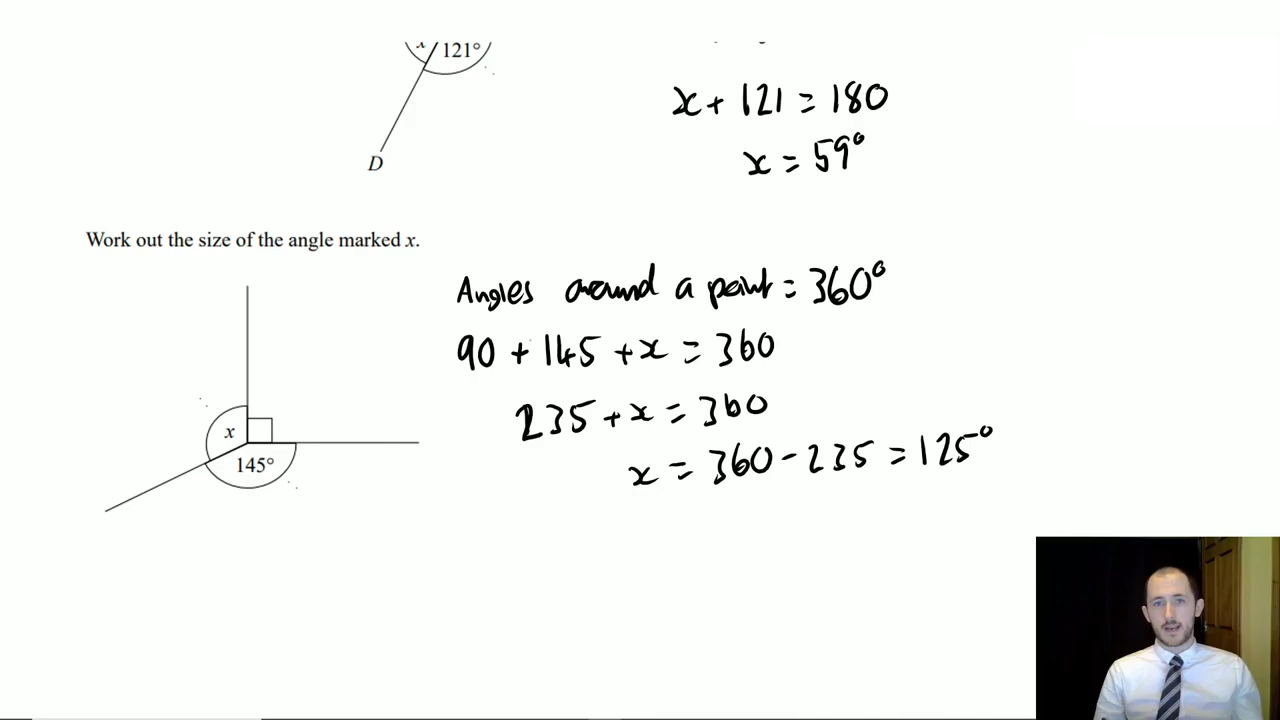 x 121°
x + 121 = 180
x = 59°
D
Work out the size of the angle marked x.
Angles around a point = 360°
90 + 145 + x = 360
235 + x = 360
x
145°
x = 360 - 235 = 125°